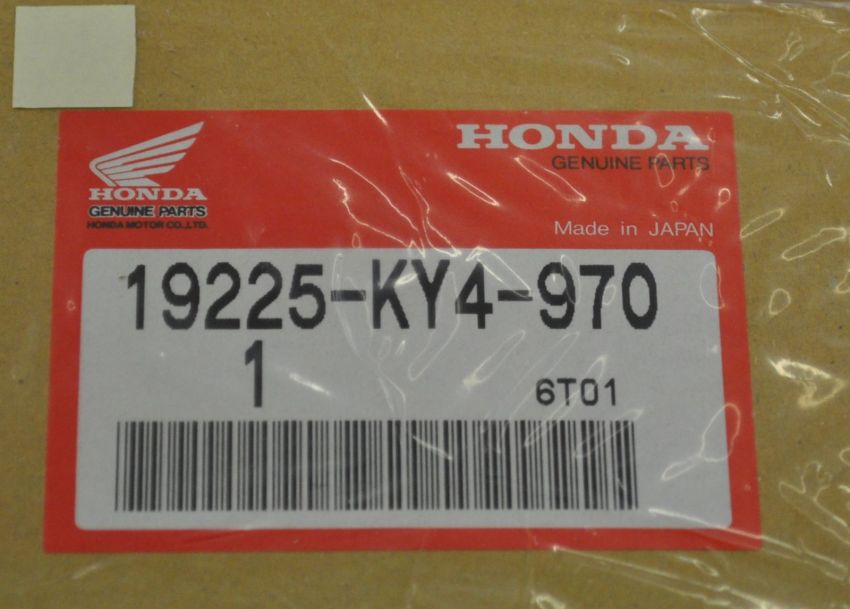 HONDA
GENUINE PARTS
HONDA MOTOR CO.,LTD.
HONDA
GENUINE PARTS
Made in JAPAN
19225-KY4-970
1
6T01